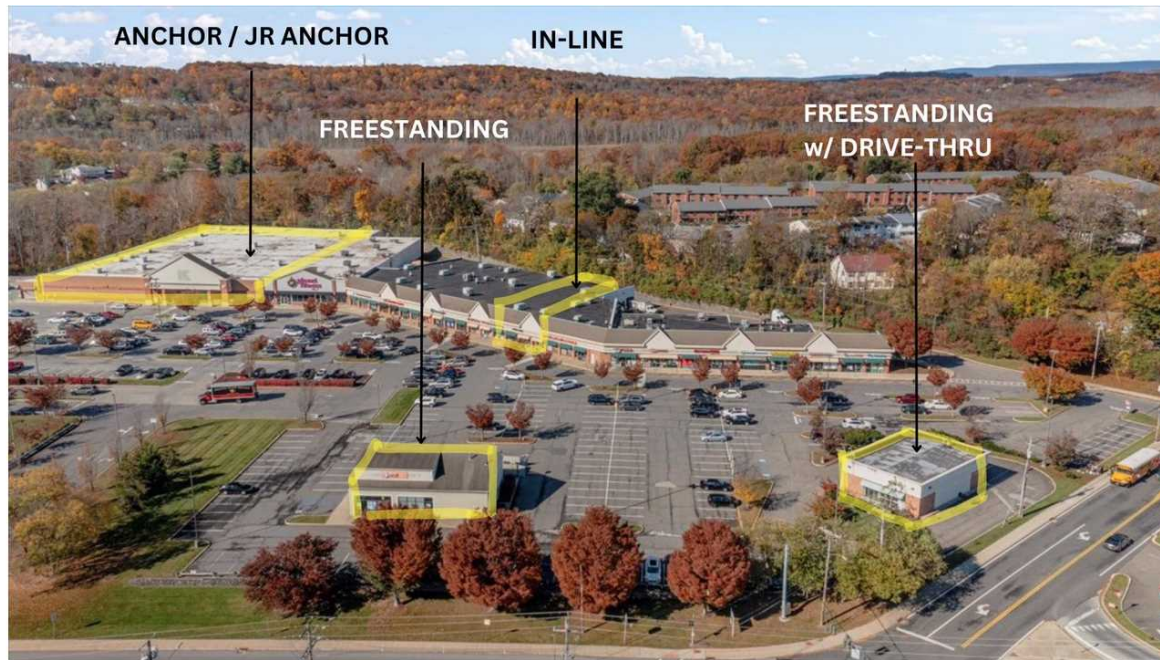 ANCHOR / JR ANCHOR
IN-LINE
FREESTANDING
FREESTANDING
w/ DRIVE-THRU